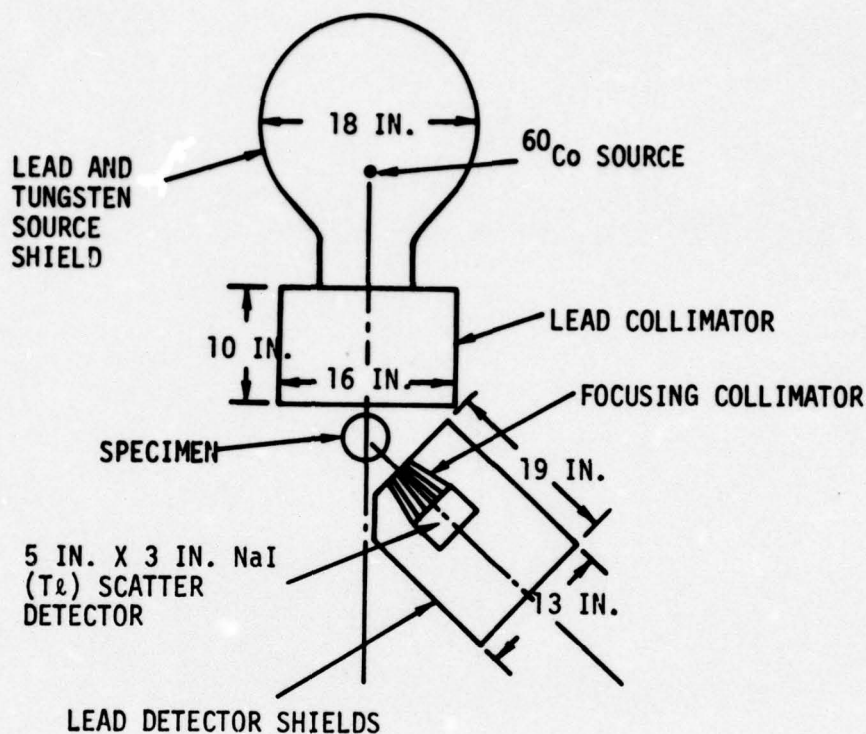 18 IN.
60Co SOURCE
LEAD AND
TUNGSTEN
SOURCE
SHIELD
LEAD COLLIMATOR
10 IN.
16 IN.
FOCUSING COLLIMATOR
SPECIMEN
19 IN.
5 IN. X 3 IN. NaI
(Tℓ) SCATTER
DETECTOR
13 IN.
LEAD DETECTOR SHIELDS